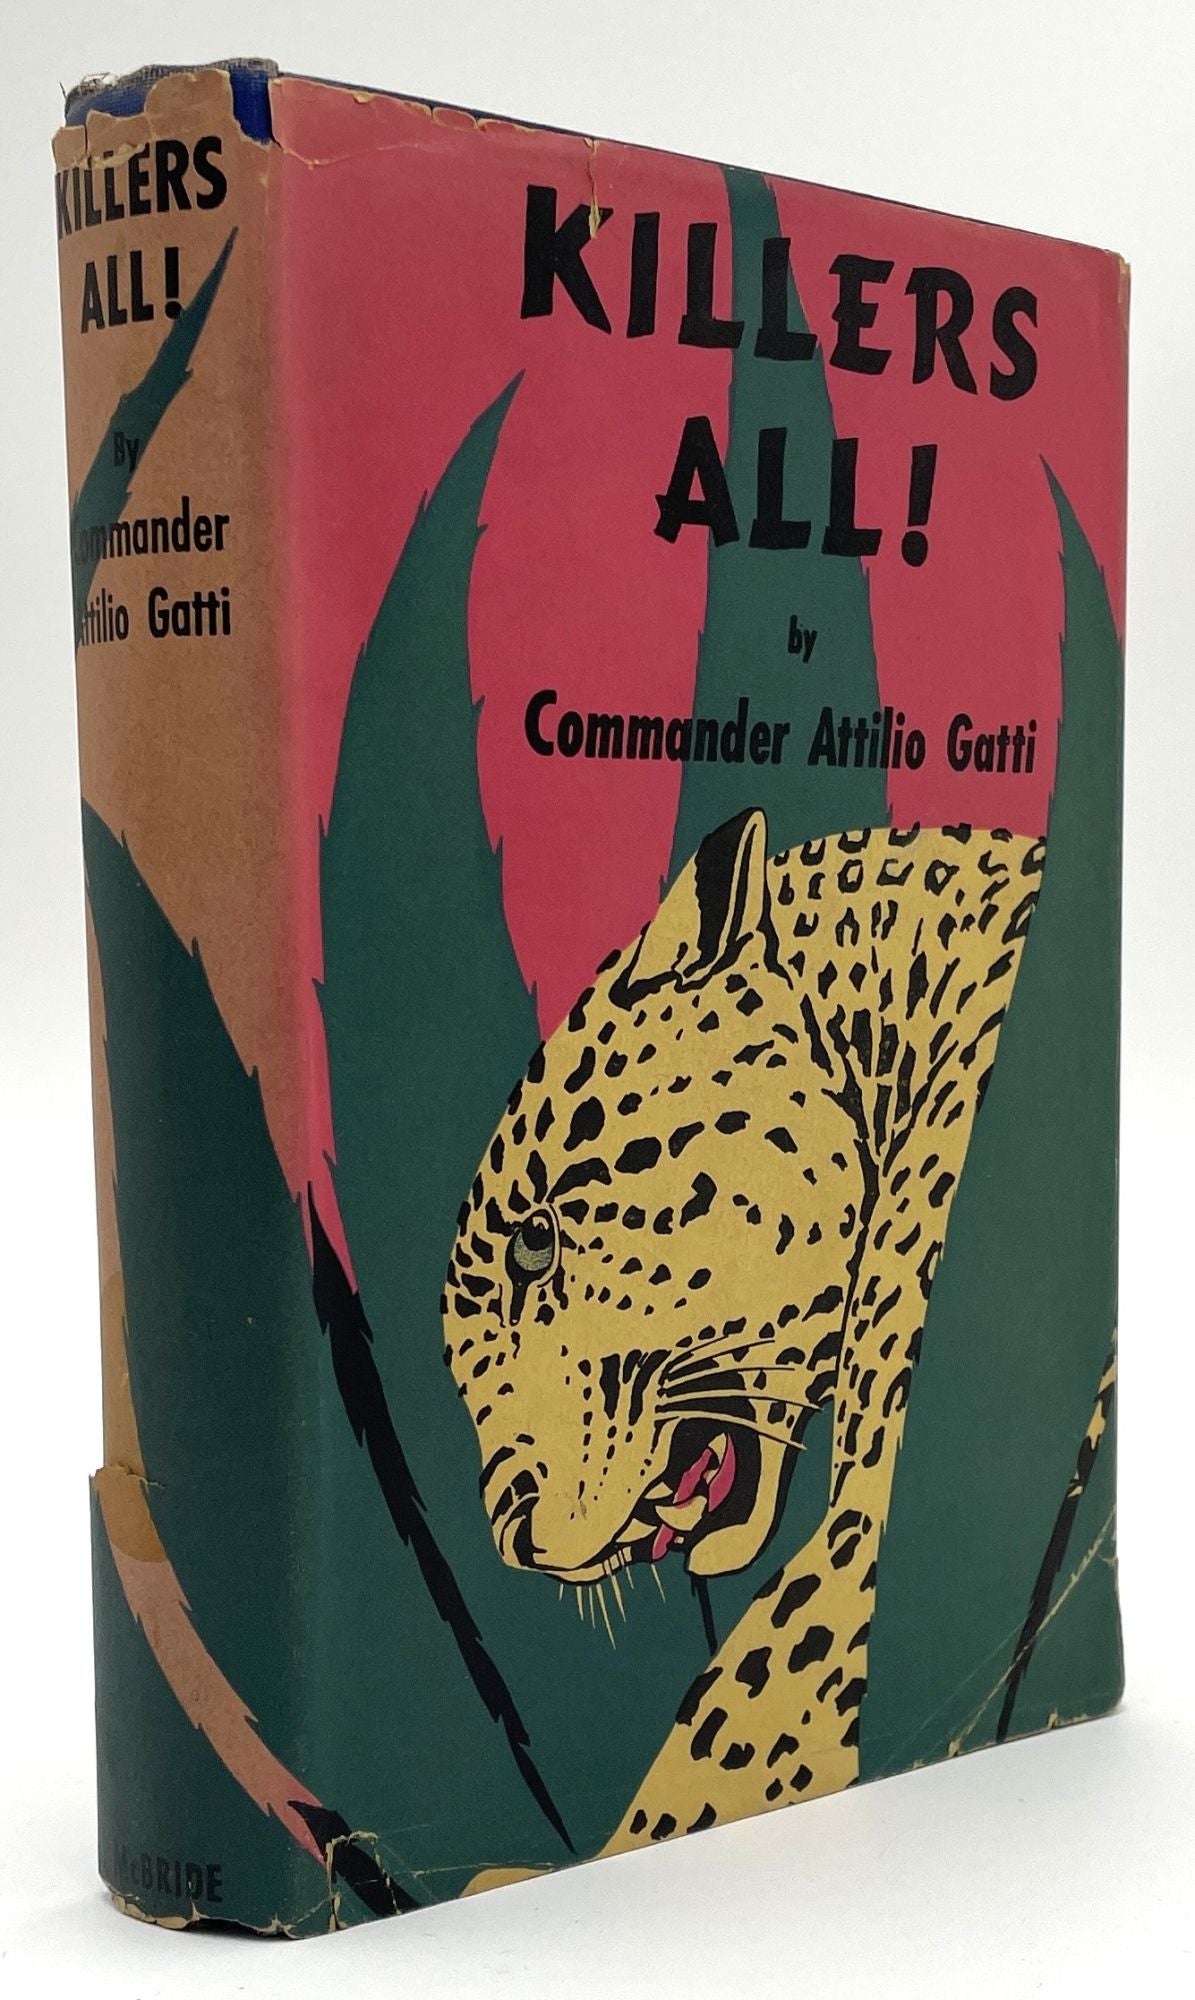 KILLERS
ALL!
By
Commander
Attilio Gatti
McBRIDE
KILLERS
ALL!
by
Commander Attilio Gatti